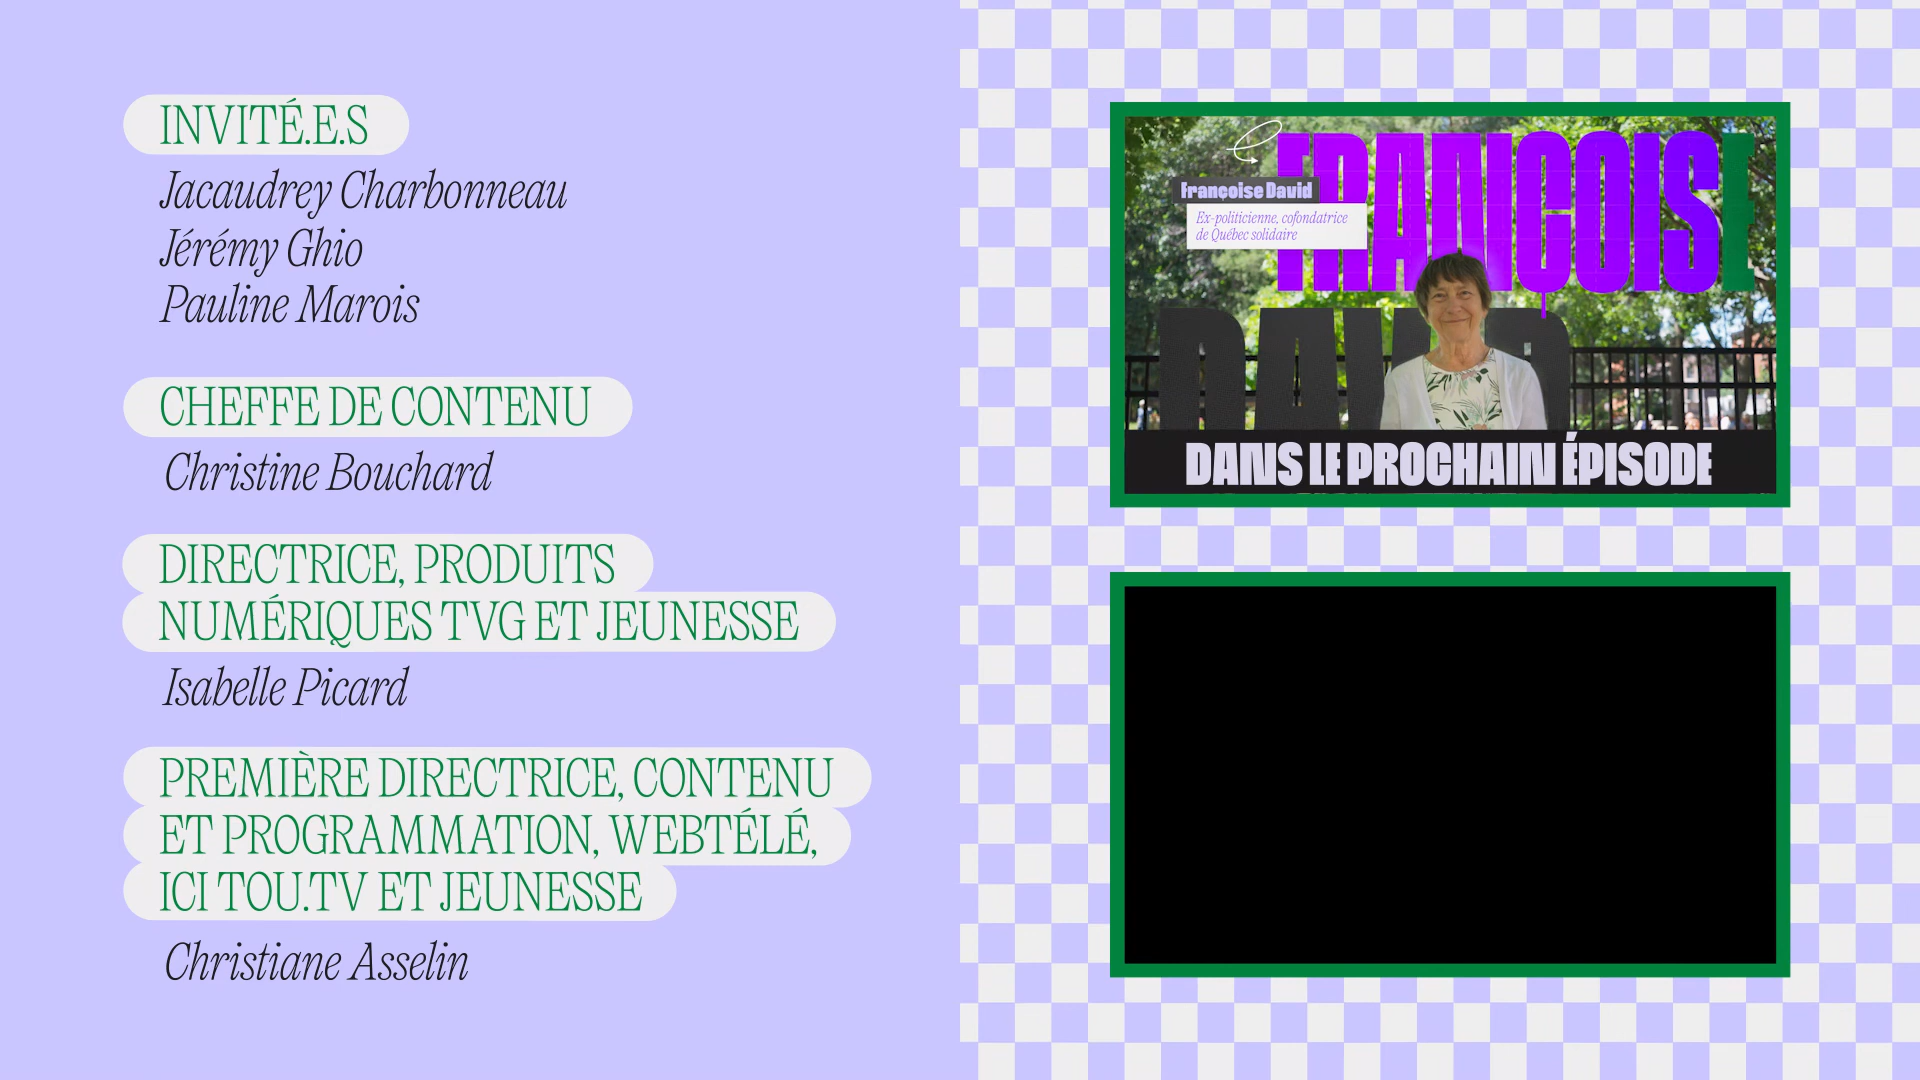 INVITÉ.E.S
Jacaudrey Charbonneau
Jérémy Ghio
Pauline Marois
CHEFFE DE CONTENU
Christine Bouchard
DIRECTRICE, PRODUITS
NUMÉRIQUES TVG ET JEUNESSE
Isabelle Picard
PREMIÈRE DIRECTRICE, CONTENU
ET PROGRAMMATION, WEBTÉLÉ,
ICI TOU.TV ET JEUNESSE
Christiane Asselin
FRANÇOISE
Françoise David
Ex-politicienne, cofondatrice
de Québec solidaire
DAVID
DANS LE PROCHAIN ÉPISODE